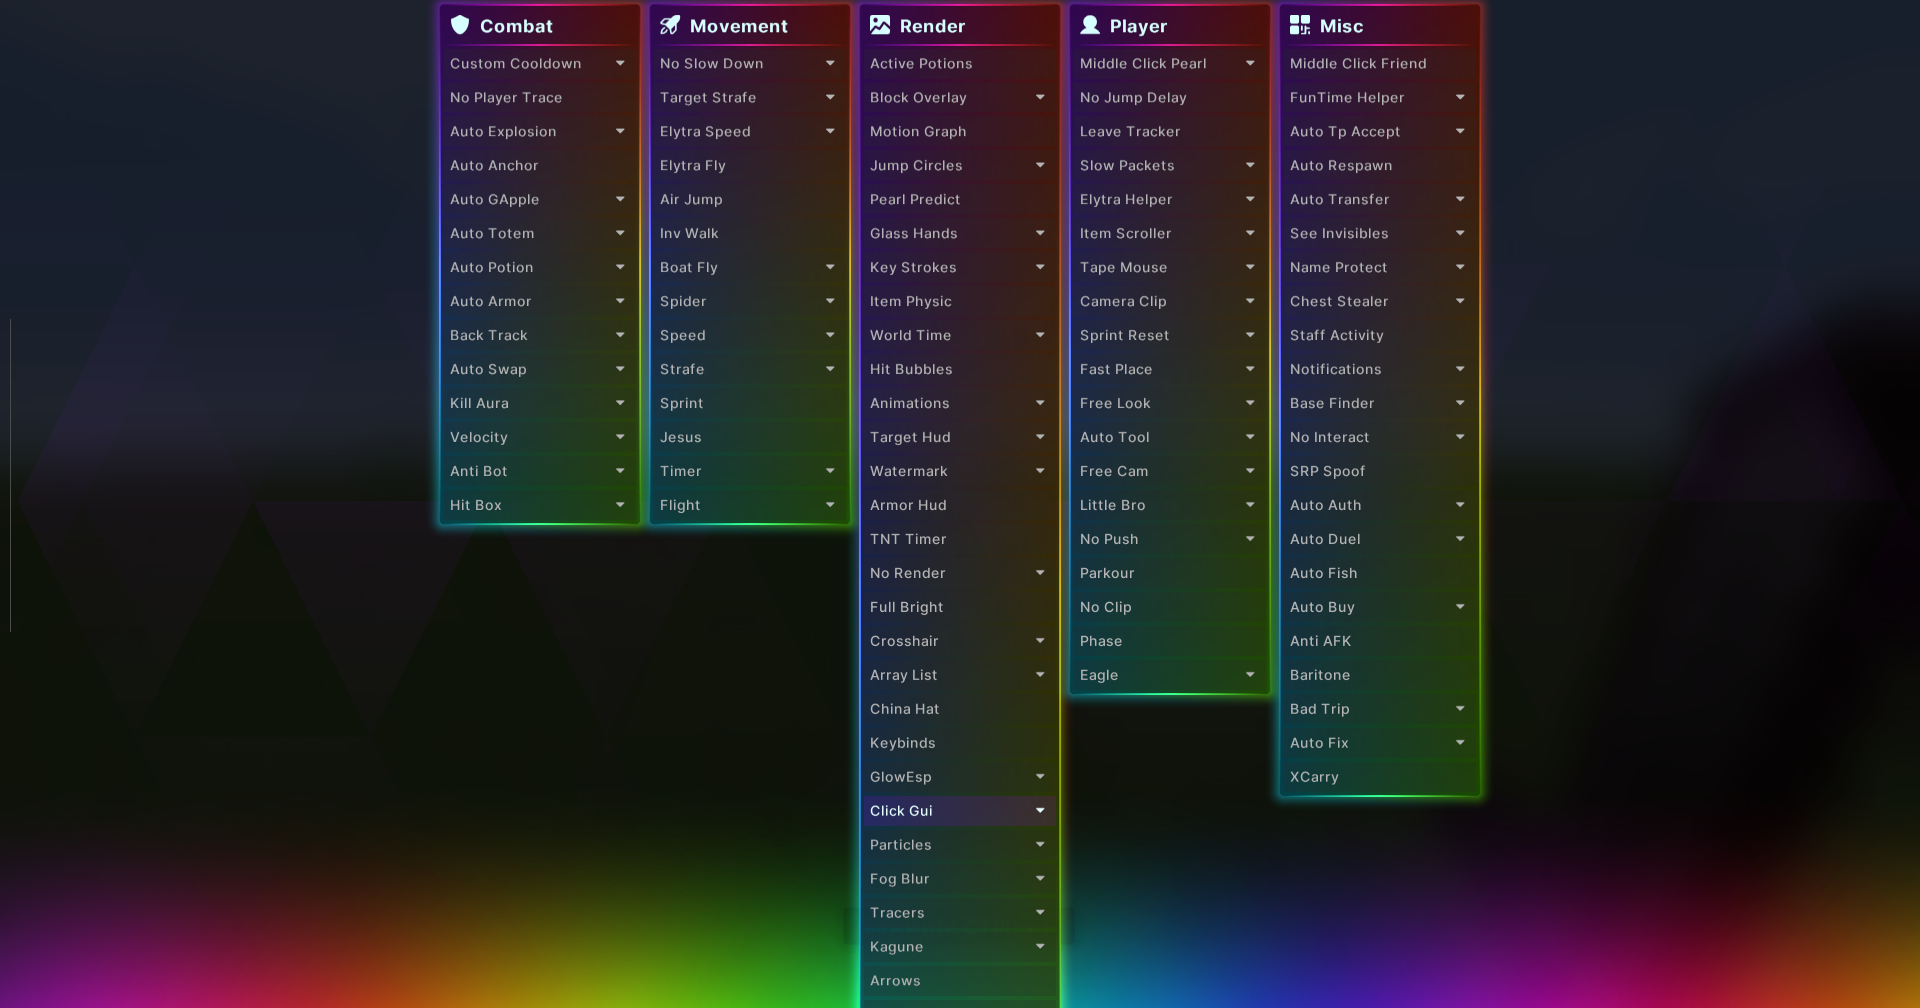 Combat
Custom Cooldown
No Player Trace
Auto Explosion
Auto Anchor
Auto GApple
Auto Totem
Auto Potion
Auto Armor
Back Track
Auto Swap
Kill Aura
Velocity
Anti Bot
Hit Box
Movement
No Slow Down
Target Strafe
Elytra Speed
Elytra Fly
Air Jump
Inv Walk
Boat Fly
Spider
Speed
Strafe
Sprint
Jesus
Timer
Flight
Render
Active Potions
Block Overlay
Motion Graph
Jump Circles
Pearl Predict
Glass Hands
Key Strokes
Item Physic
World Time
Hit Bubbles
Animations
Target Hud
Watermark
Armor Hud
TNT Timer
No Render
Full Bright
Crosshair
Array List
China Hat
Keybinds
GlowEsp
Click Gui
Particles
Fog Blur
Tracers
Kagune
Arrows
Player
Middle Click Pearl
No Jump Delay
Leave Tracker
Slow Packets
Elytra Helper
Item Scroller
Tape Mouse
Camera Clip
Sprint Reset
Fast Place
Free Look
Auto Tool
Free Cam
Little Bro
No Push
Parkour
No Clip
Phase
Eagle
Misc
Middle Click Friend
FunTime Helper
Auto Tp Accept
Auto Respawn
Auto Transfer
See Invisibles
Name Protect
Chest Stealer
Staff Activity
Notifications
Base Finder
No Interact
SRP Spoof
Auto Auth
Auto Duel
Auto Fish
Auto Buy
Anti AFK
Baritone
Bad Trip
Auto Fix
XCarry